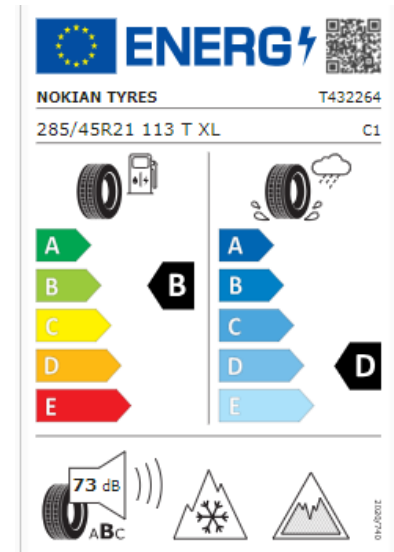 ENERG
NOKIAN TYRES T432264
285/45R21 113 T XL C1
A A
B B B
C C
D D D
E E
73 dB
ABC
2020/740